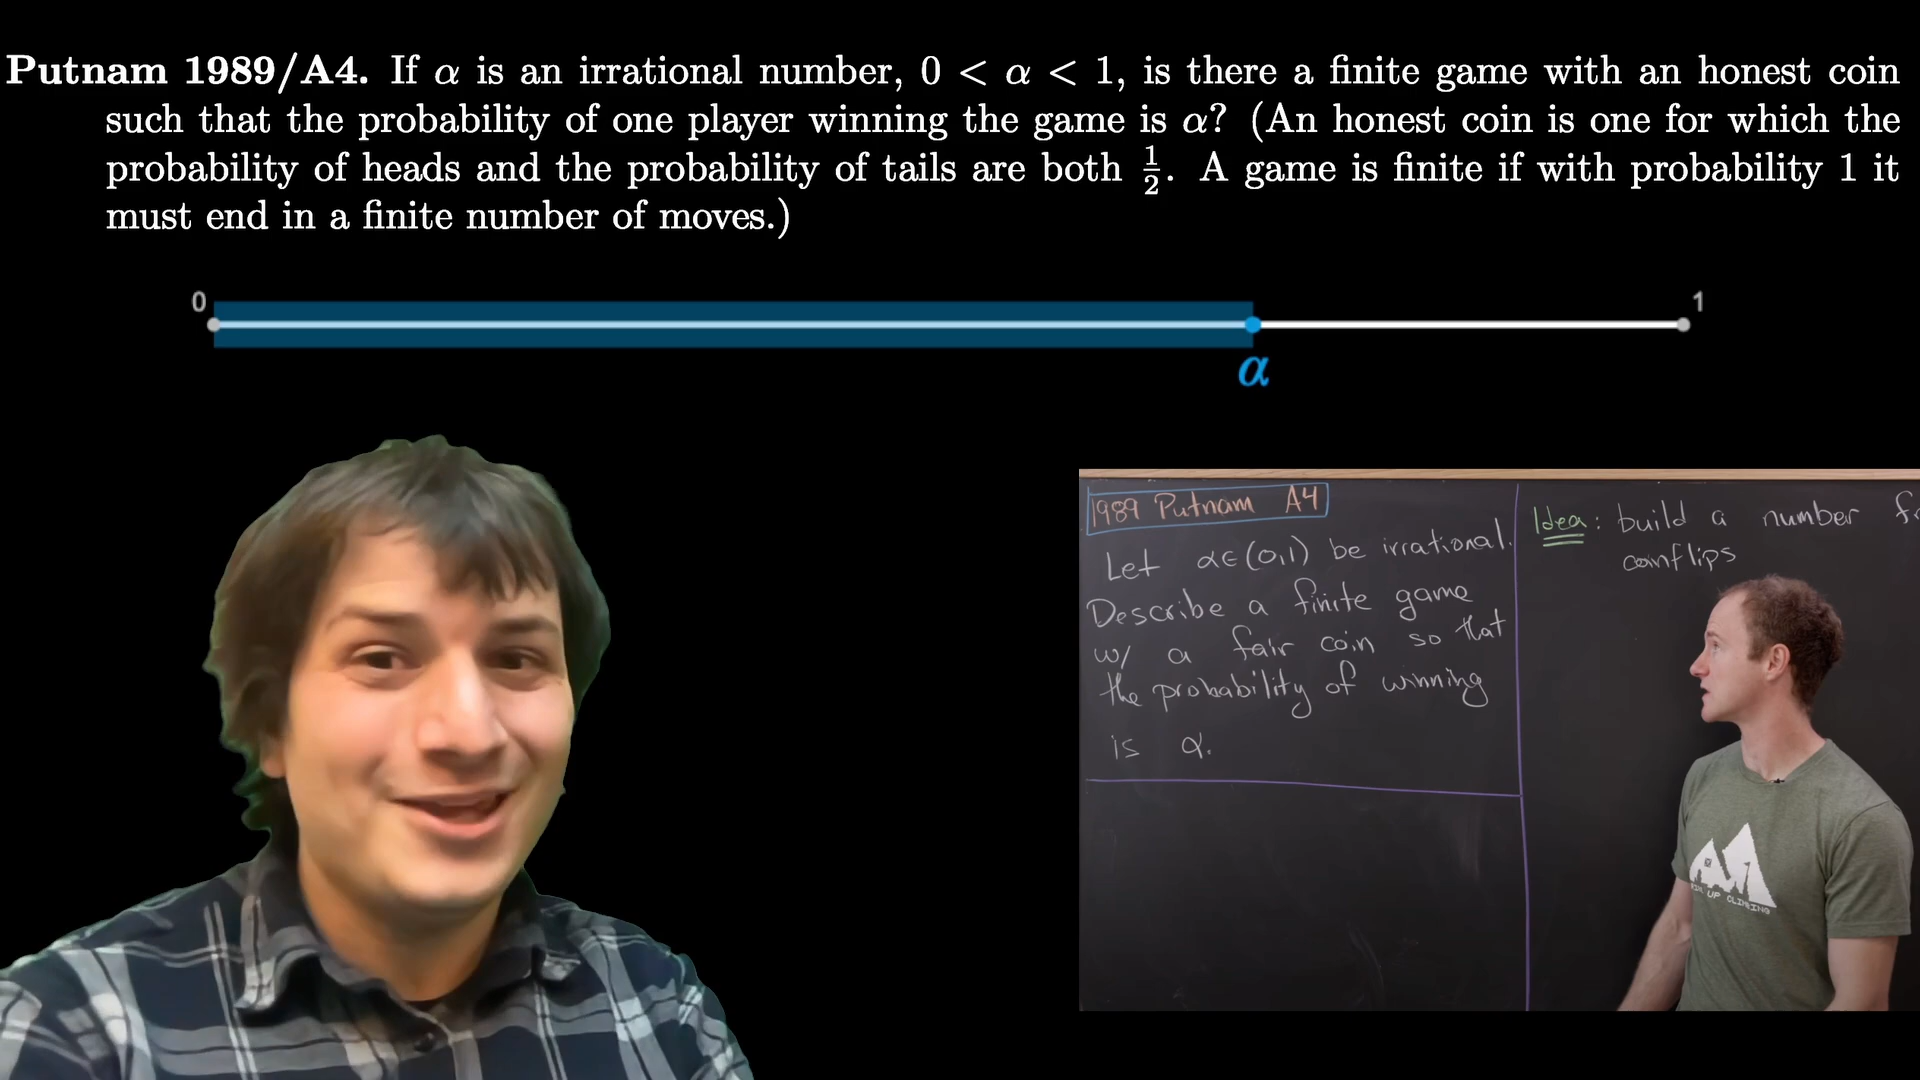 Putnam 1989/A4. If α is an irrational number, 0 < α < 1, is there a finite game with an honest coin
such that the probability of one player winning the game is α? (An honest coin is one for which the
probability of heads and the probability of tails are both 1/2. A game is finite if with probability 1 it
must end in a finite number of moves.)
0
1
α
1989 Putnam A4
Let α∈(0,1) be irrational.
Describe a finite game
w/ a fair coin so that
the probability of winning
is α.
Idea: build a number
coinflips
UP CLIMBING